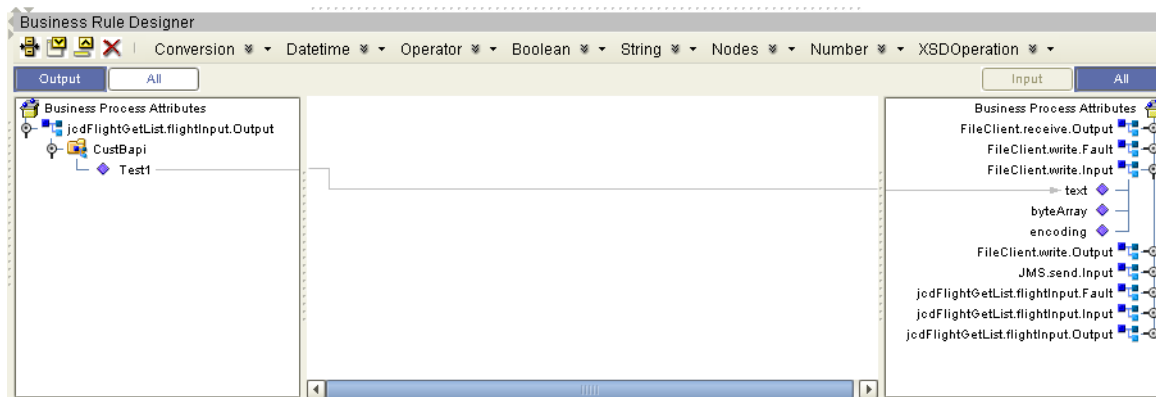 Business Rule Designer
Conversion Datetime Operator Boolean String Nodes Number XSDOperation
Output All Input All
Business Process Attributes
jcdFlightGetList.flightInput.Output
CustBapi
Test1
Business Process Attributes
FileClient.receive.Output
FileClient.write.Fault
FileClient.write.Input
text
byteArray
encoding
FileClient.write.Output
JMS.send.Input
jcdFlightGetList.flightInput.Fault
jcdFlightGetList.flightInput.Input
jcdFlightGetList.flightInput.Output